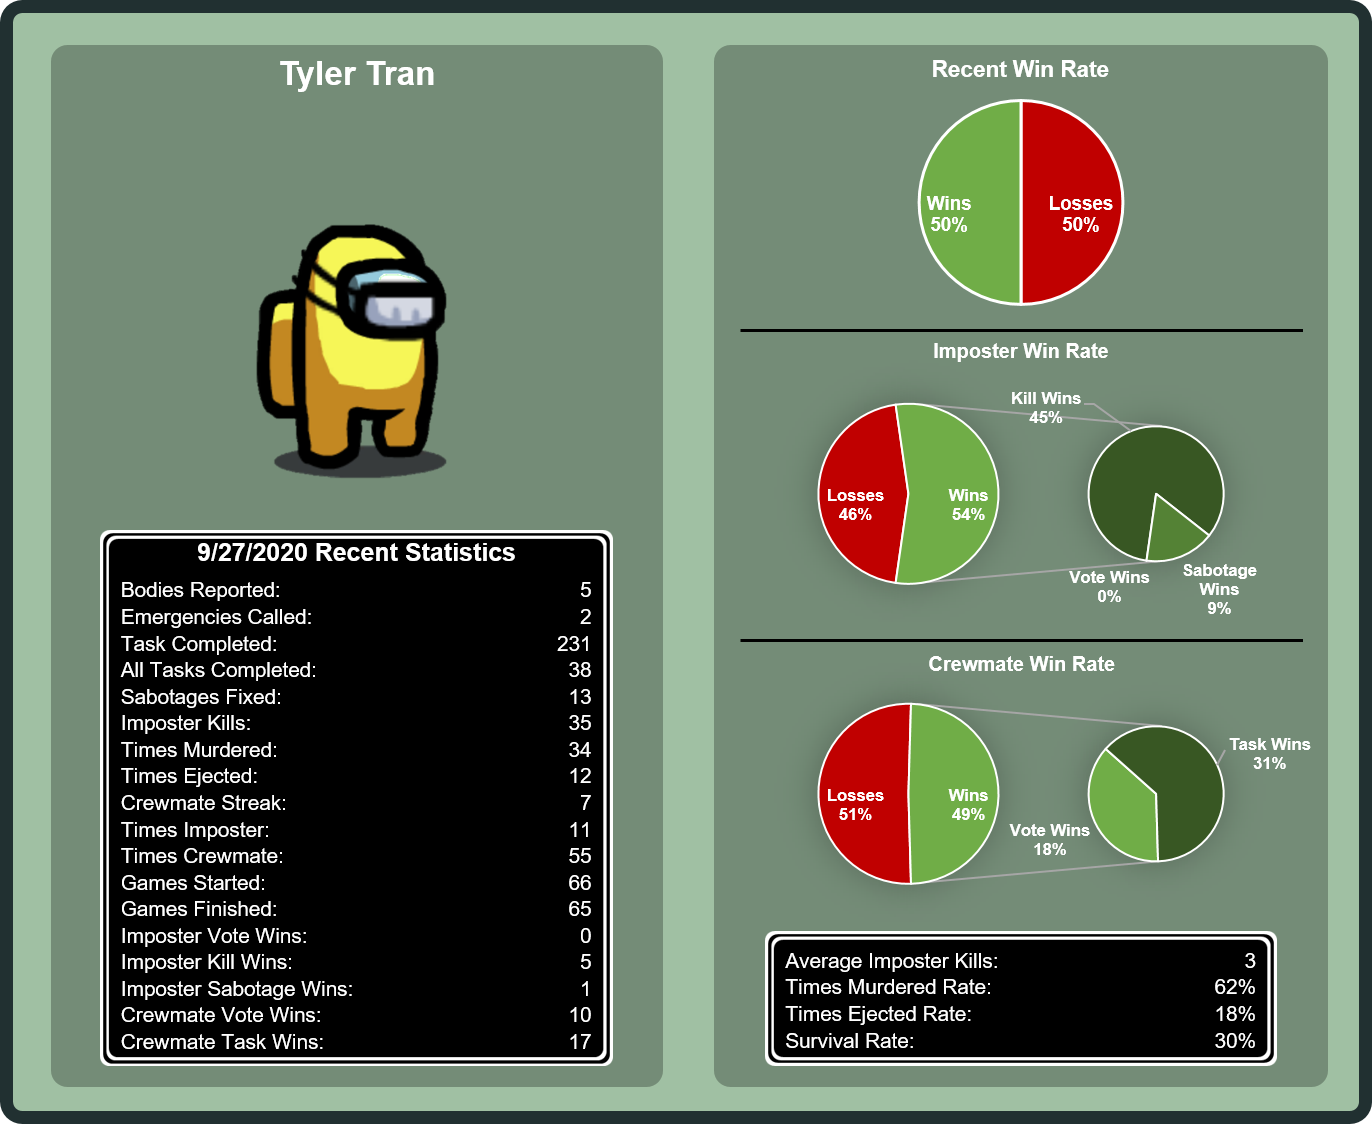 Tyler Tran
9/27/2020 Recent Statistics
Bodies Reported: 5
Emergencies Called: 2
Task Completed: 231
All Tasks Completed: 38
Sabotages Fixed: 13
Imposter Kills: 35
Times Murdered: 34
Times Ejected: 12
Crewmate Streak: 7
Times Imposter: 11
Times Crewmate: 55
Games Started: 66
Games Finished: 65
Imposter Vote Wins: 0
Imposter Kill Wins: 5
Imposter Sabotage Wins: 1
Crewmate Vote Wins: 10
Crewmate Task Wins: 17
Recent Win Rate
Wins
50%
Losses
50%
Imposter Win Rate
Kill Wins
45%
Losses
46%
Wins
54%
Vote Wins
0%
Sabotage
Wins
9%
Crewmate Win Rate
Task Wins
31%
Losses
51%
Wins
49%
Vote Wins
18%
Average Imposter Kills: 3
Times Murdered Rate: 62%
Times Ejected Rate: 18%
Survival Rate: 30%